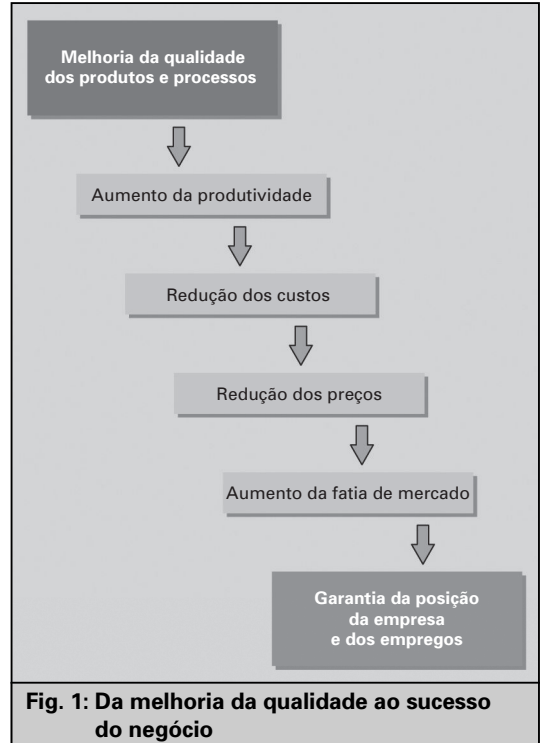 Melhoria da qualidade
dos produtos e processos
Aumento da produtividade
Redução dos custos
Redução dos preços
Aumento da fatia de mercado
Garantia da posição
da empresa
e dos empregos
Fig. 1: Da melhoria da qualidade ao sucesso
do negócio